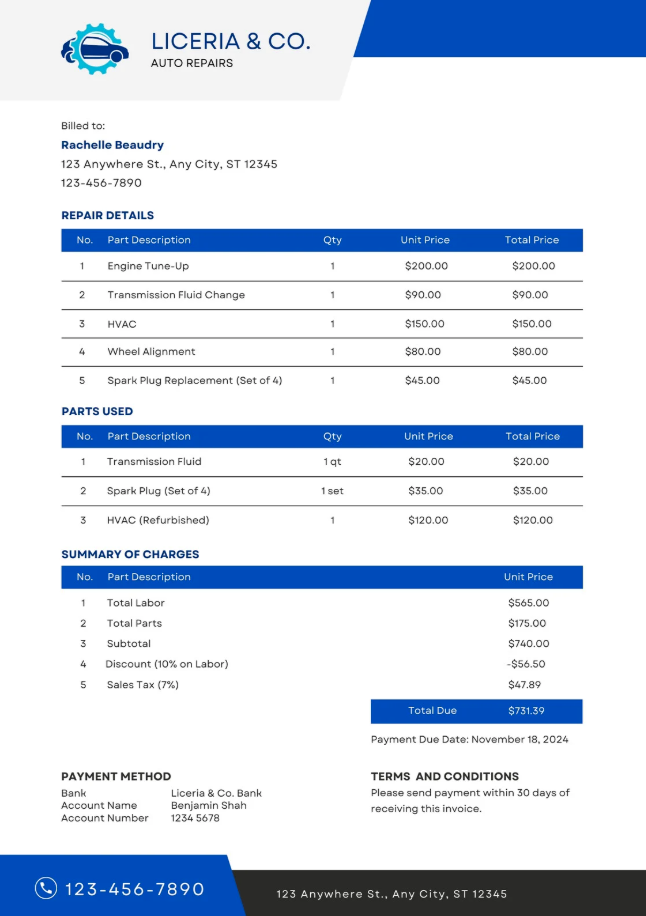 LICERIA & CO.
AUTO REPAIRS
Billed to:
Rachelle Beaudry
123 Anywhere St., Any City, ST 12345
123-456-7890
REPAIR DETAILS
No. Part Description Qty Unit Price Total Price
1 Engine Tune-Up 1 $200.00 $200.00
2 Transmission Fluid Change 1 $90.00 $90.00
3 HVAC 1 $150.00 $150.00
4 Wheel Alignment 1 $80.00 $80.00
5 Spark Plug Replacement (Set of 4) 1 $45.00 $45.00
PARTS USED
No. Part Description Qty Unit Price Total Price
1 Transmission Fluid 1 qt $20.00 $20.00
2 Spark Plug (Set of 4) 1 set $35.00 $35.00
3 HVAC (Refurbished) 1 $120.00 $120.00
SUMMARY OF CHARGES
No. Part Description Unit Price
1 Total Labor $565.00
2 Total Parts $175.00
3 Subtotal $740.00
4 Discount (10% on Labor) -$56.50
5 Sales Tax (7%) $47.89
Total Due $731.39
Payment Due Date: November 18, 2024
PAYMENT METHOD
Bank Liceria & Co. Bank
Account Name Benjamin Shah
Account Number 1234 5678
TERMS AND CONDITIONS
Please send payment within 30 days of
receiving this invoice.
123-456-7890
123 Anywhere St., Any City, ST 12345